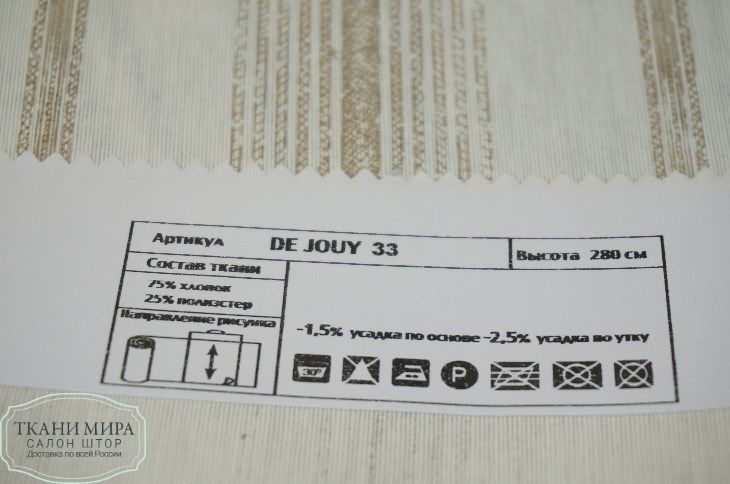 Артикул DE JOUY 33 Высота 280 см
Состав ткани
75% хлопок
25% полиэстер
Направление рисунка
-1,5% усадка по основе -2,5% усадка по утку
30° P
ТКАНИ МИРА
САЛОН ШТОР
Доставка по всей России